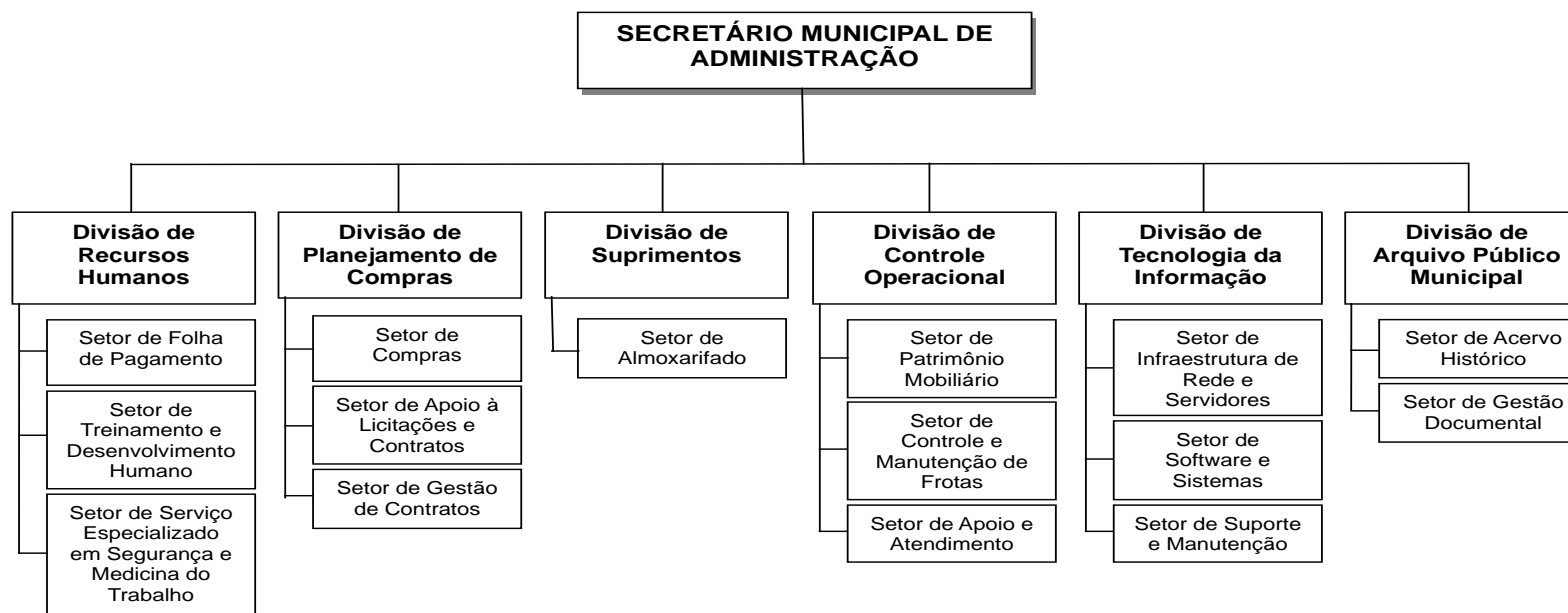 SECRETÁRIO MUNICIPAL DE
ADMINISTRAÇÃO
Divisão de
Recursos
Humanos
Setor de Folha
de Pagamento
Setor de
Treinamento e
Desenvolvimento
Humano
Setor de Serviço
Especializado
em Segurança e
Medicina do
Trabalho
Divisão de
Planejamento de
Compras
Setor de
Compras
Setor de Apoio à
Licitações e
Contratos
Setor de Gestão
de Contratos
Divisão de
Suprimentos
Setor de
Almoxarifado
Divisão de
Controle
Operacional
Setor de
Patrimônio
Mobiliário
Setor de
Controle e
Manutenção de
Frotas
Setor de Apoio e
Atendimento
Divisão de
Tecnologia da
Informação
Setor de
Infraestrutura de
Rede e
Servidores
Setor de
Software e
Sistemas
Setor de Suporte
e Manutenção
Divisão de
Arquivo Público
Municipal
Setor de Acervo
Histórico
Setor de Gestão
Documental